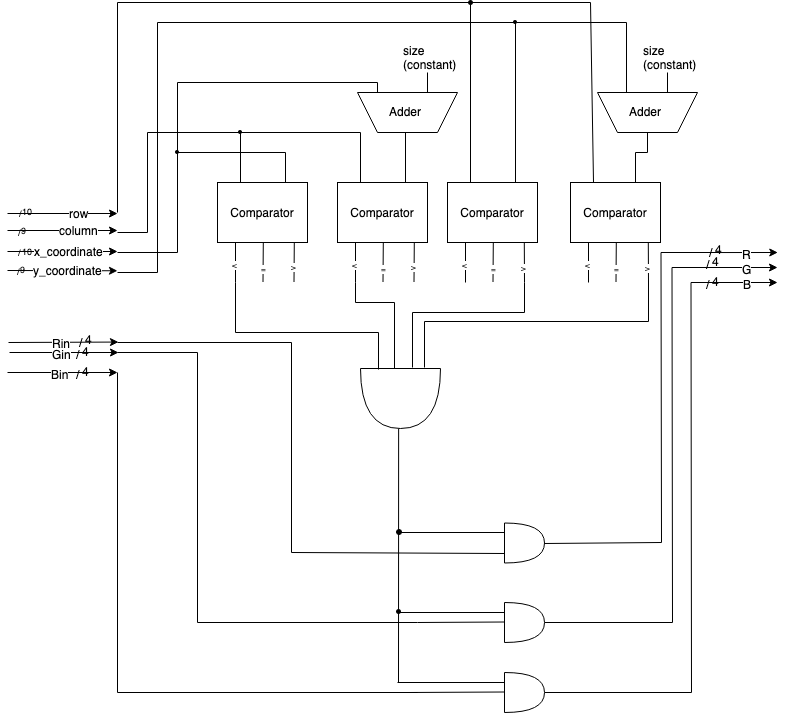 size
(constant)
size
(constant)
Adder
Adder
Comparator
Comparator
Comparator
Comparator
/10 row
/9 column
/10 x_coordinate
/9 y_coordinate
< = >
< = >
< = >
< = >
/4 R
/4 G
/4 B
Rin /4
Gin /4
Bin /4